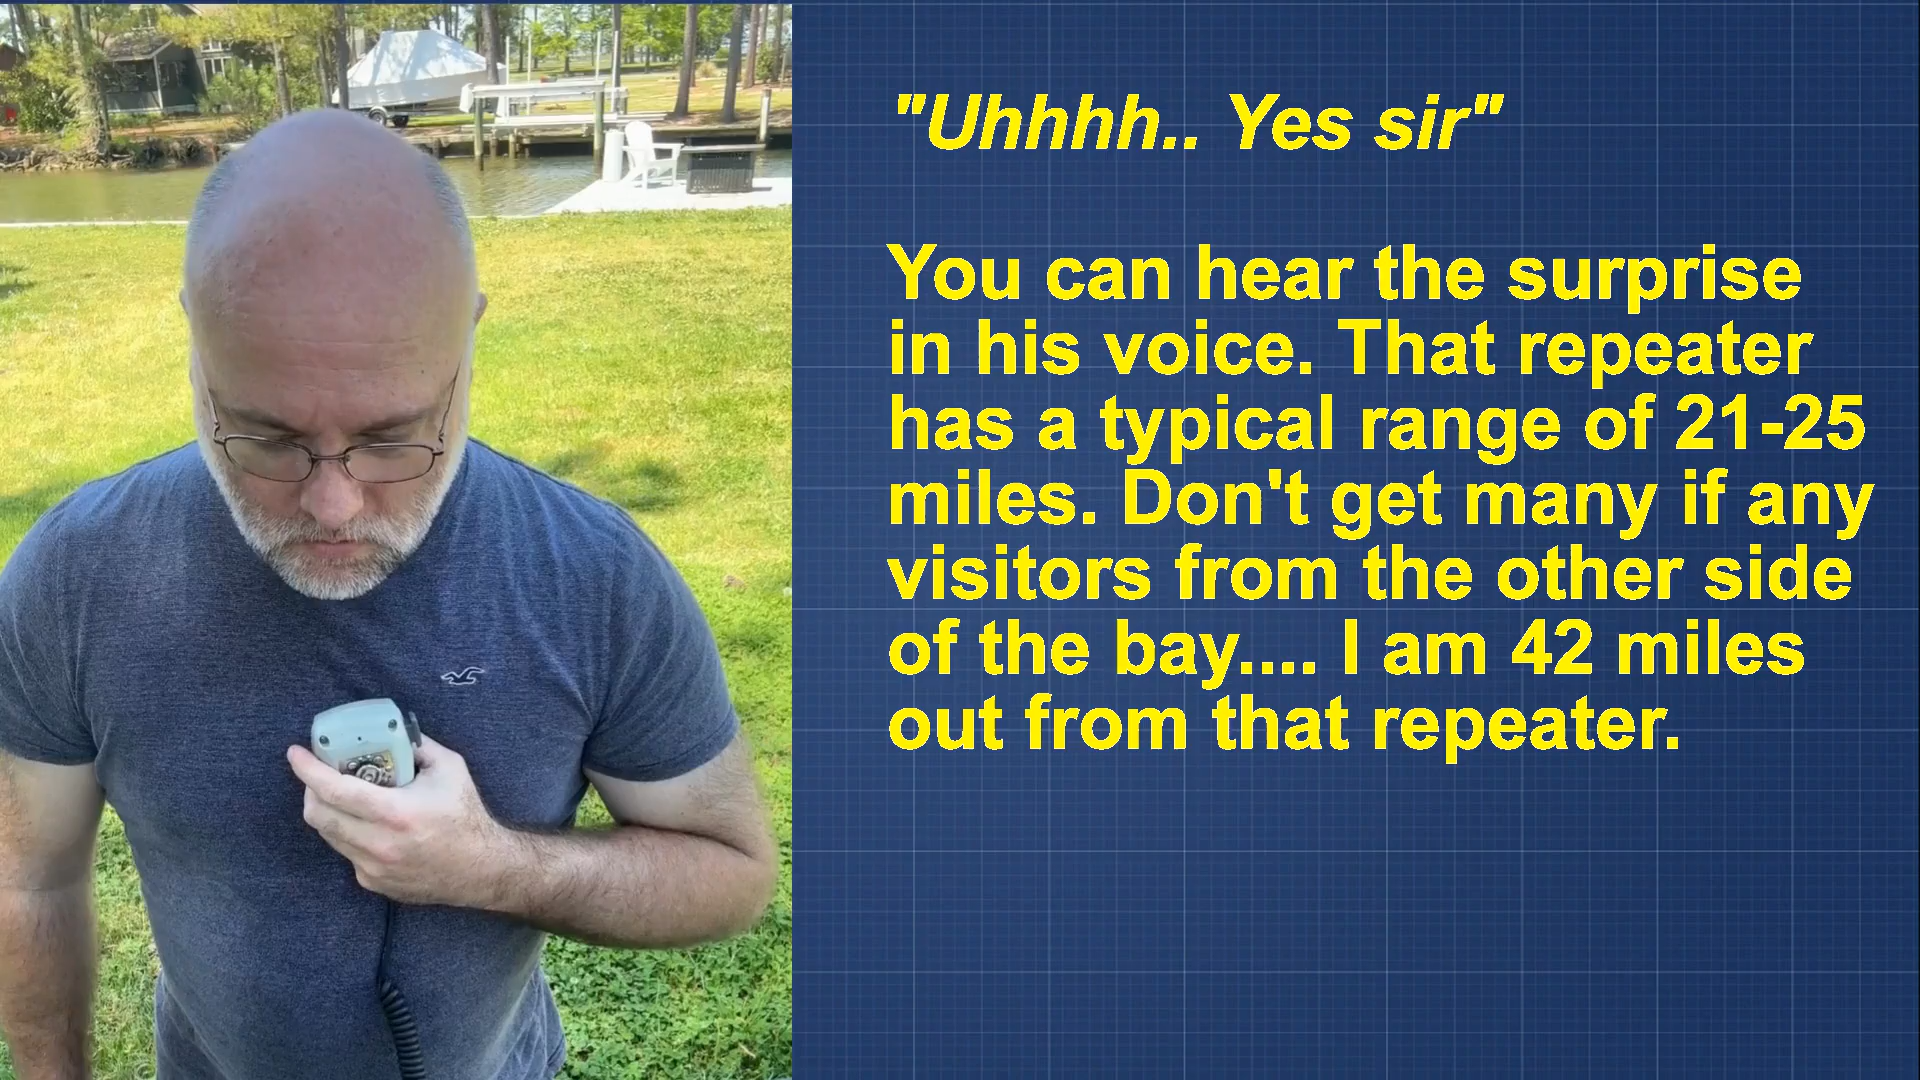 "Uhhhh.. Yes sir"
You can hear the surprise
in his voice. That repeater
has a typical range of 21-25
miles. Don't get many if any
visitors from the other side
of the bay.... I am 42 miles
out from that repeater.